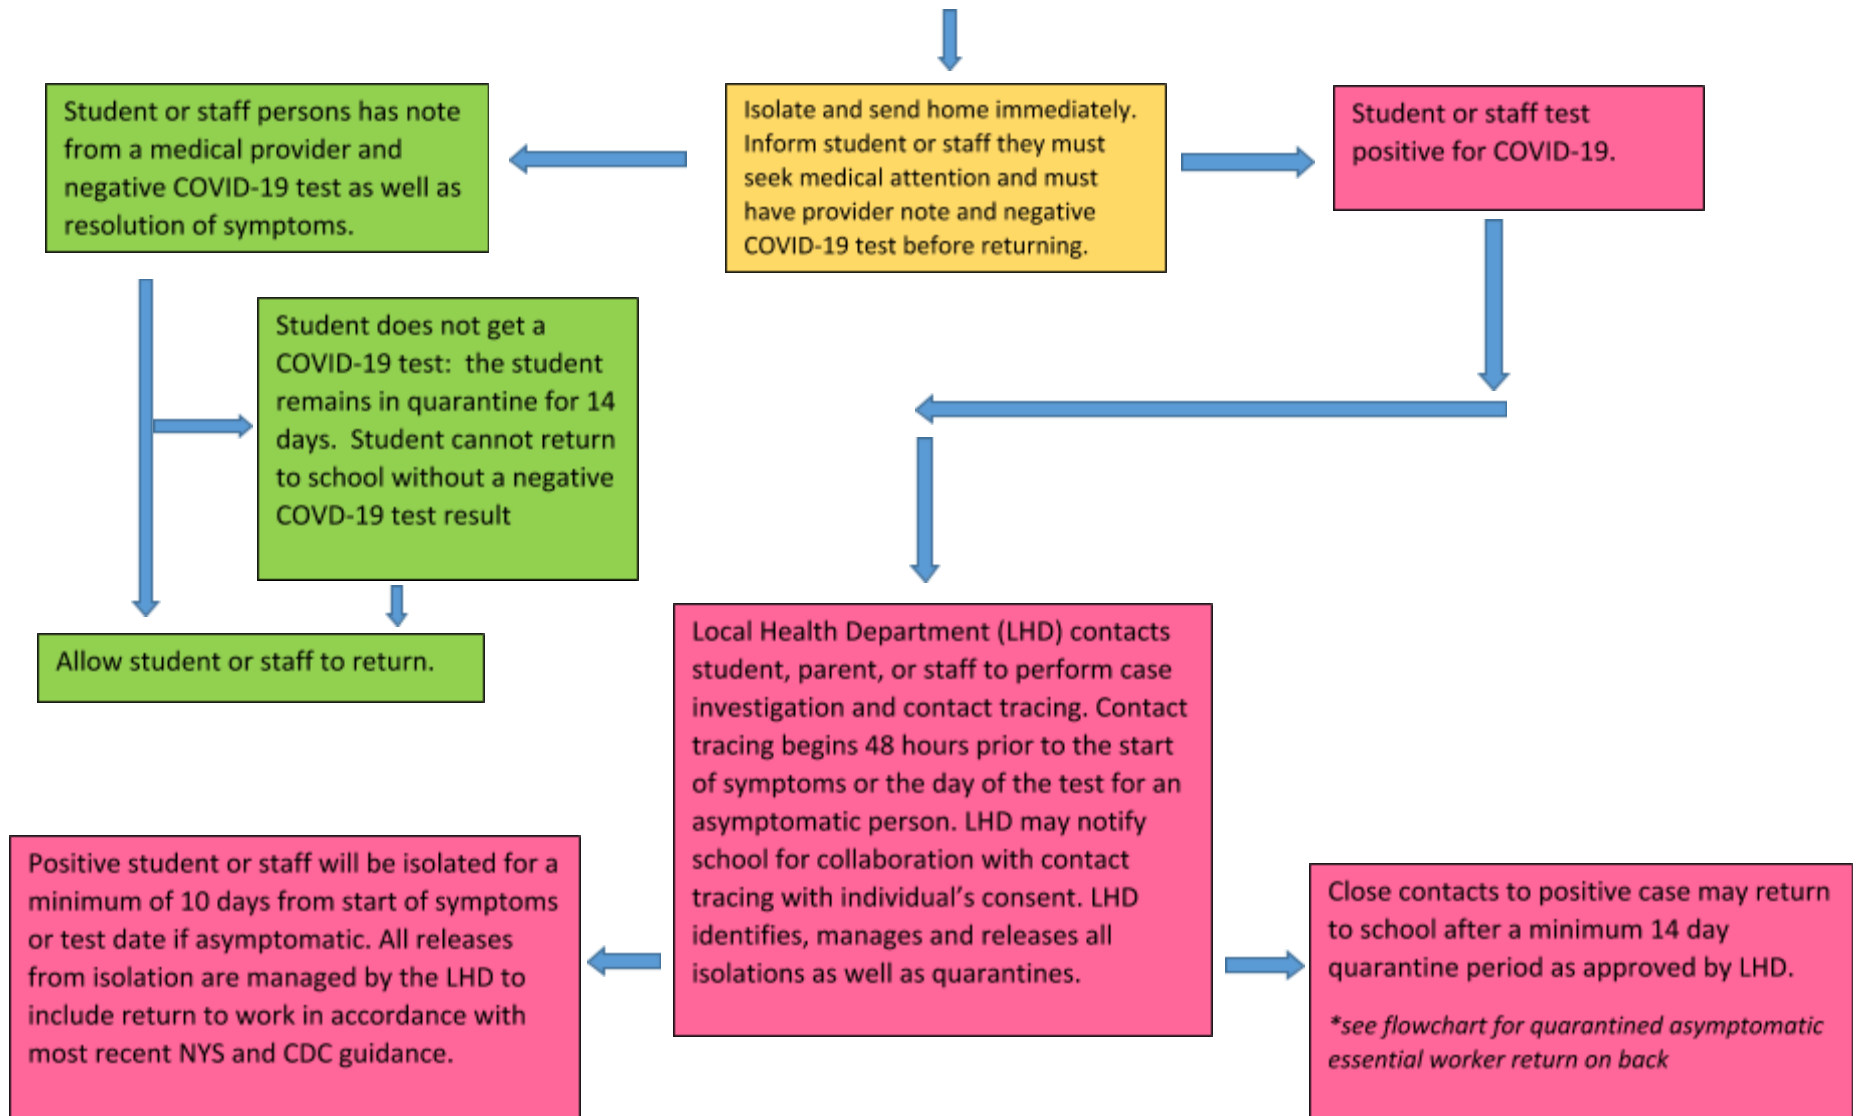 Student or staff persons has note
from a medical provider and
negative COVID-19 test as well as
resolution of symptoms.
Isolate and send home immediately.
Inform student or staff they must
seek medical attention and must
have provider note and negative
COVID-19 test before returning.
Student or staff test
positive for COVID-19.
Student does not get a
COVID-19 test:  the student
remains in quarantine for 14
days.  Student cannot return
to school without a negative
COVD-19 test result
Allow student or staff to return.
Local Health Department (LHD) contacts
student, parent, or staff to perform case
investigation and contact tracing. Contact
tracing begins 48 hours prior to the start
of symptoms or the day of the test for an
asymptomatic person. LHD may notify
school for collaboration with contact
tracing with individual's consent. LHD
identifies, manages and releases all
isolations as well as quarantines.
Positive student or staff will be isolated for a
minimum of 10 days from start of symptoms
or test date if asymptomatic. All releases
from isolation are managed by the LHD to
include return to work in accordance with
most recent NYS and CDC guidance.
Close contacts to positive case may return
to school after a minimum 14 day
quarantine period as approved by LHD.
*see flowchart for quarantined asymptomatic
essential worker return on back